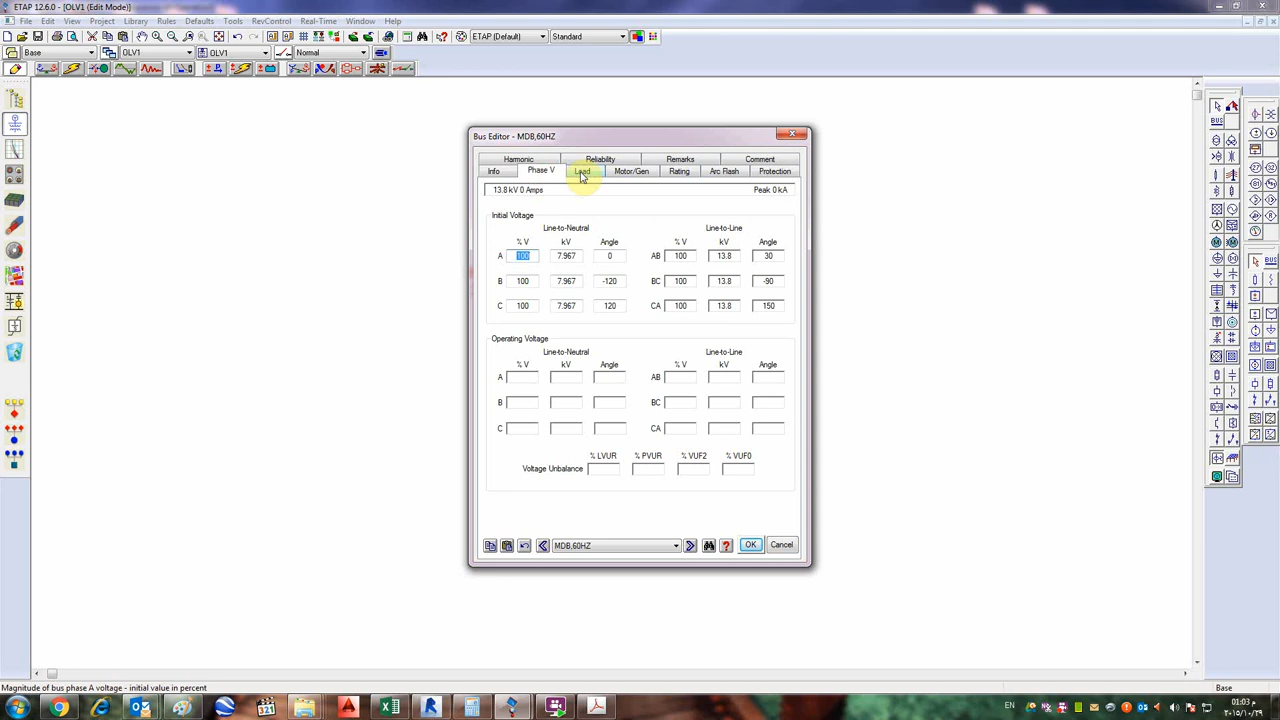 ETAP 12.6.0 - [OLV1 (Edit Mode)]
File Edit View Project Library Rules Defaults Tools RevControl Real-Time Window Help
ETAP (Default) Standard
Base OLV1 OLV1 Normal
Bus Editor - MDB,60HZ
Harmonic Reliability Remarks Comment
Info Phase V Load Motor/Gen Rating Arc Flash Protection
13.8 kV 0 Amps Peak 0 kA
Initial Voltage
Line-to-Neutral Line-to-Line
% V kV Angle % V kV Angle
A 100 7.967 0 AB 100 13.8 30
B 100 7.967 -120 BC 100 13.8 -90
C 100 7.967 120 CA 100 13.8 150
Operating Voltage
Line-to-Neutral Line-to-Line
% V kV Angle % V kV Angle
A AB
B BC
C CA
% LVUR % PVUR % VUF2 % VUF0
Voltage Unbalance
MDB,60HZ OK Cancel
BUS
BUS
Magnitude of bus phase A voltage - initial value in percent Base
321
EN 01:03 م